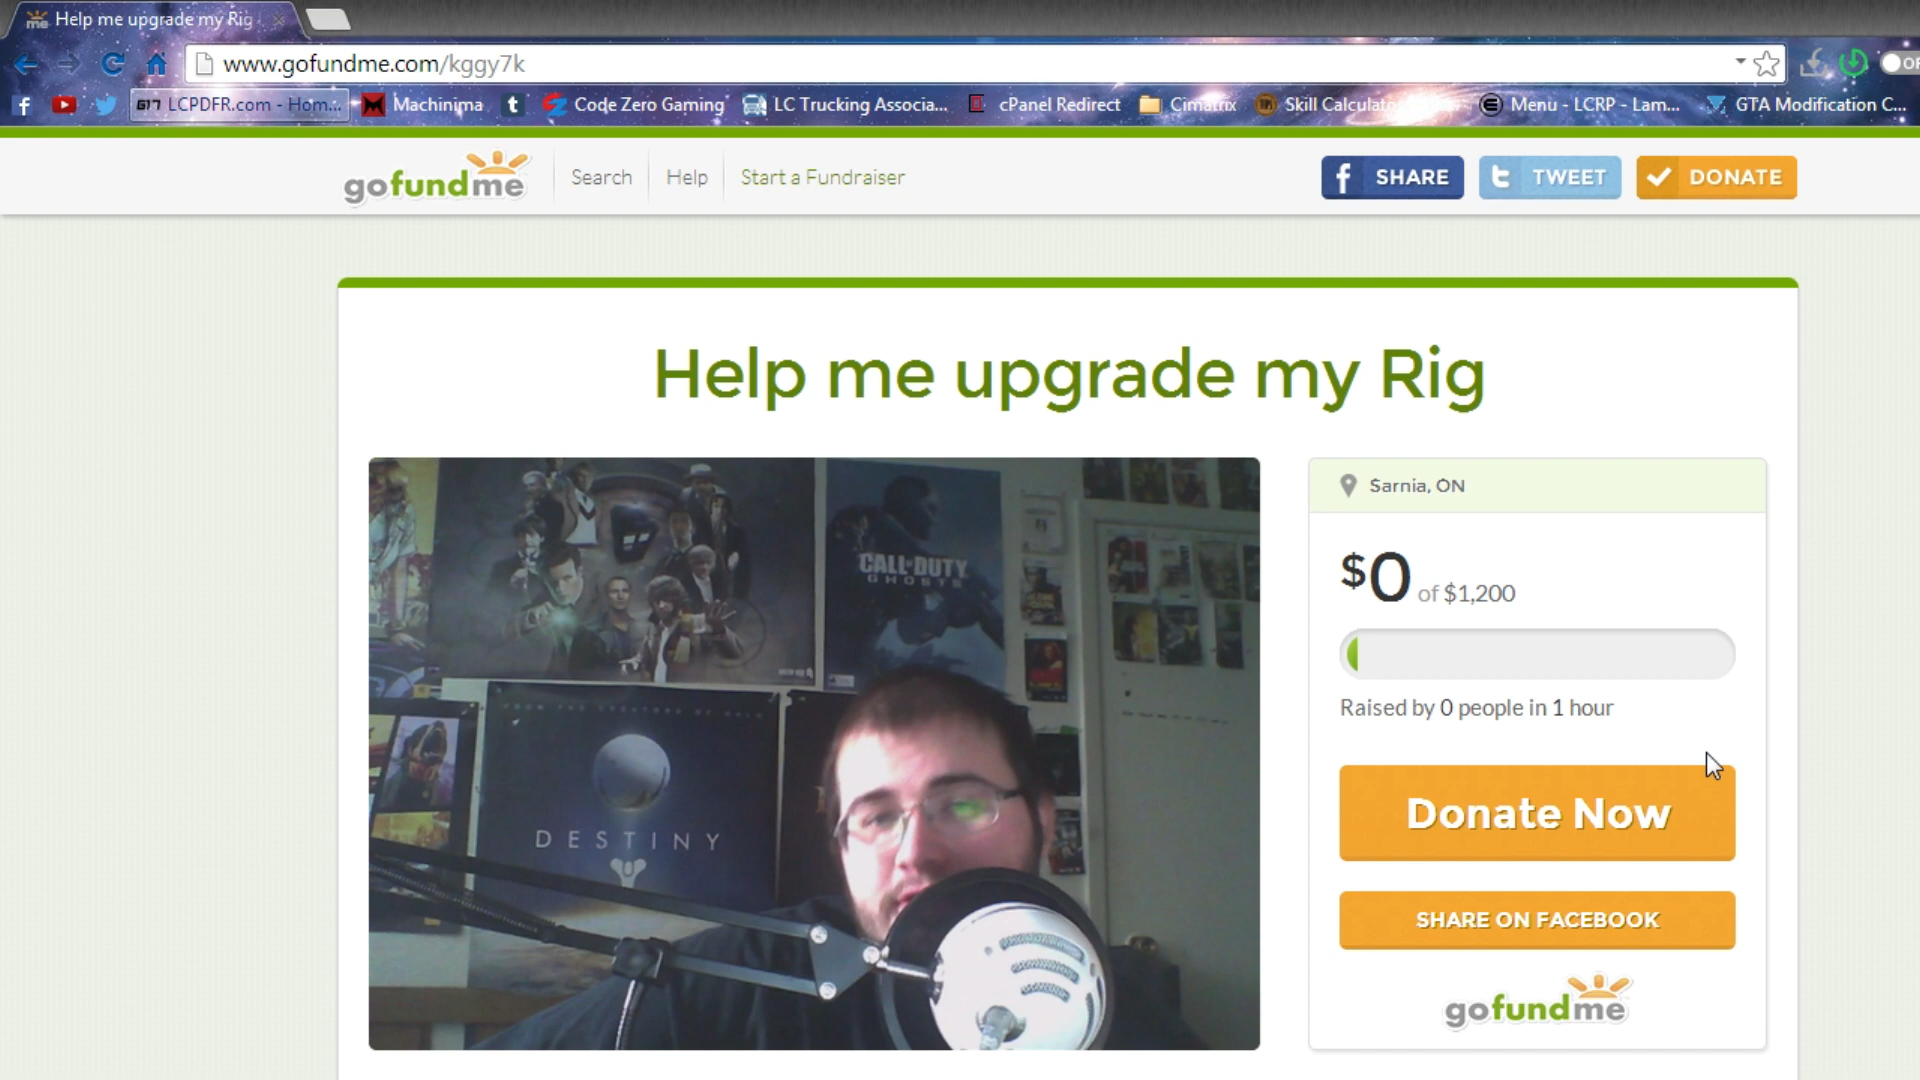 Help me upgrade my Rig
www.gofundme.com/kggy7k
LCPDFR.com - Hom... Machinima Code Zero Gaming LC Trucking Associa... cPanel Redirect Cimatrix Skill Calculato Menu - LCRP - Lam... GTA Modification C...
gofundme Search Help Start a Fundraiser SHARE TWEET DONATE
Help me upgrade my Rig
Sarnia, ON
$0 of $1,200
Raised by 0 people in 1 hour
Donate Now
SHARE ON FACEBOOK
gofundme
CALL OF DUTY
GHOSTS
DESTINY